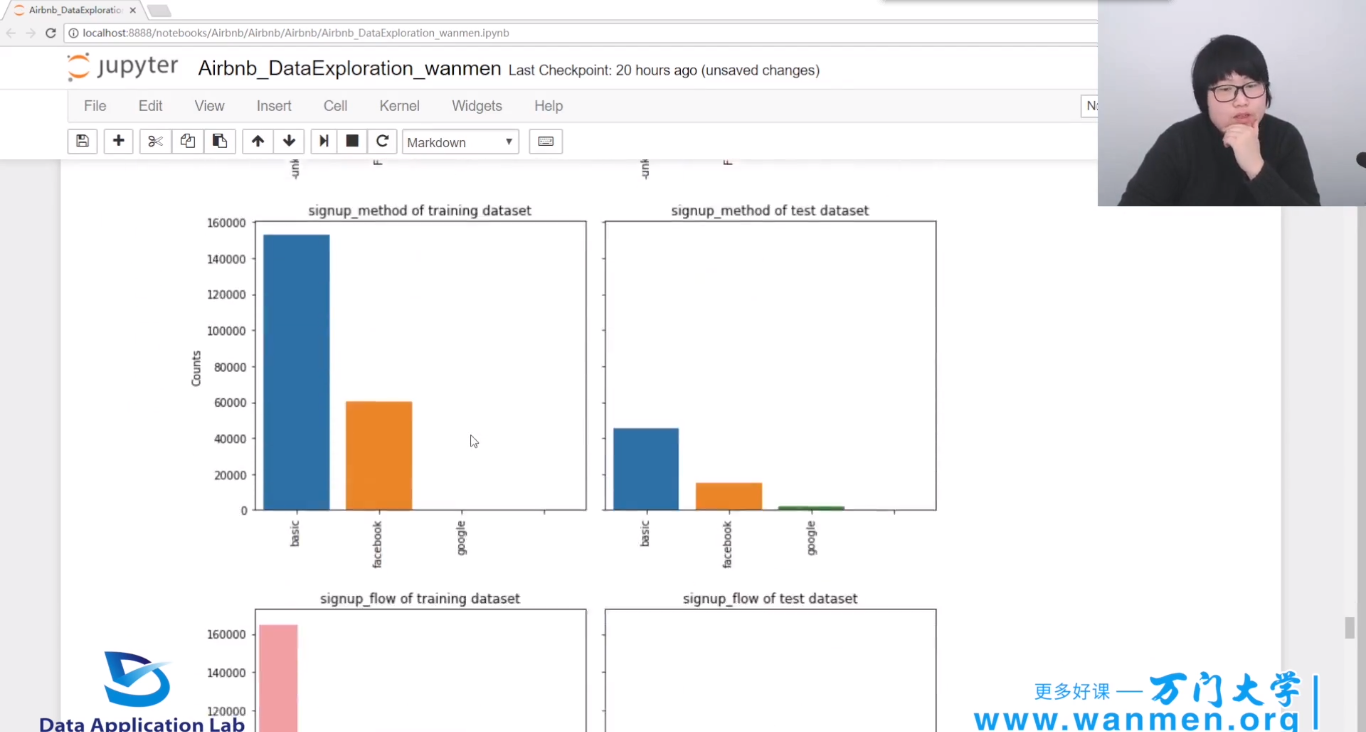 Airbnb_DataExploratio
localhost:8888/notebooks/Airbnb/Airbnb/Airbnb/Airbnb_DataExploration_wanmen.ipynb
jupyter Airbnb_DataExploration_wanmen Last Checkpoint: 20 hours ago (unsaved changes)
File Edit View Insert Cell Kernel Widgets Help
Markdown
signup_method of training dataset
160000
140000
120000
100000
80000
60000
40000
20000
0
Counts
basic
facebook
google
signup_method of test dataset
basic
facebook
google
signup_flow of training dataset
160000
140000
120000
signup_flow of test dataset
Data Application Lab
更多好课 — 万门大学
www.wanmen.org